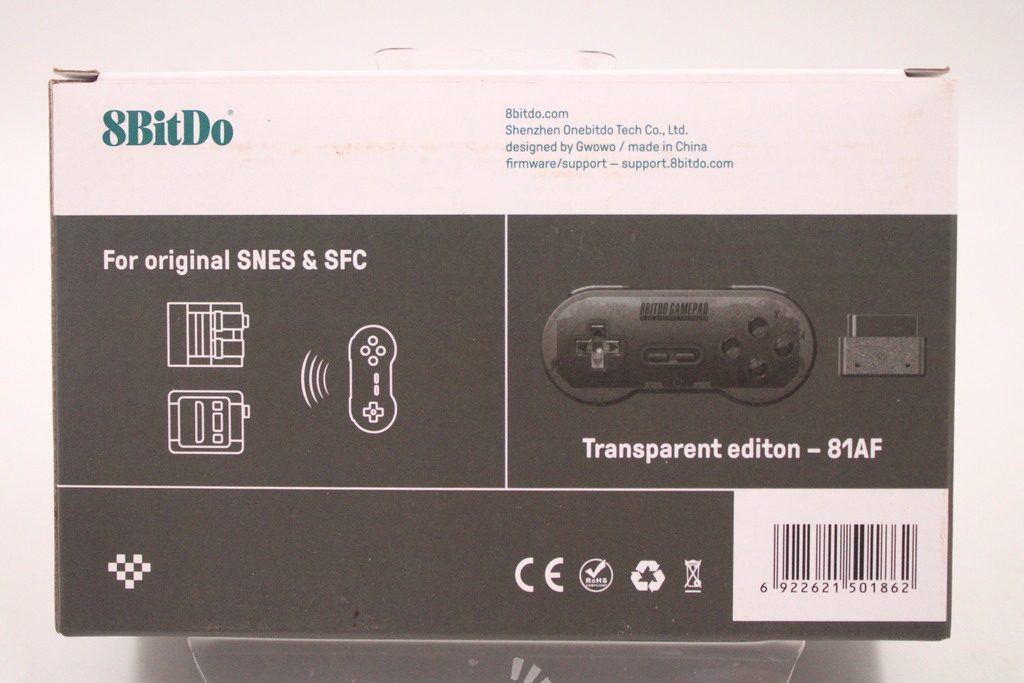 8BitDo®
8bitdo.com
Shenzhen Onebitdo Tech Co., Ltd.
designed by Gwowo / made in China
firmware/support – support.8bitdo.com
For original SNES & SFC
8BITDO GAMEPAD
Transparent editon – 81AF
CE
RoHS
6 922621 501862